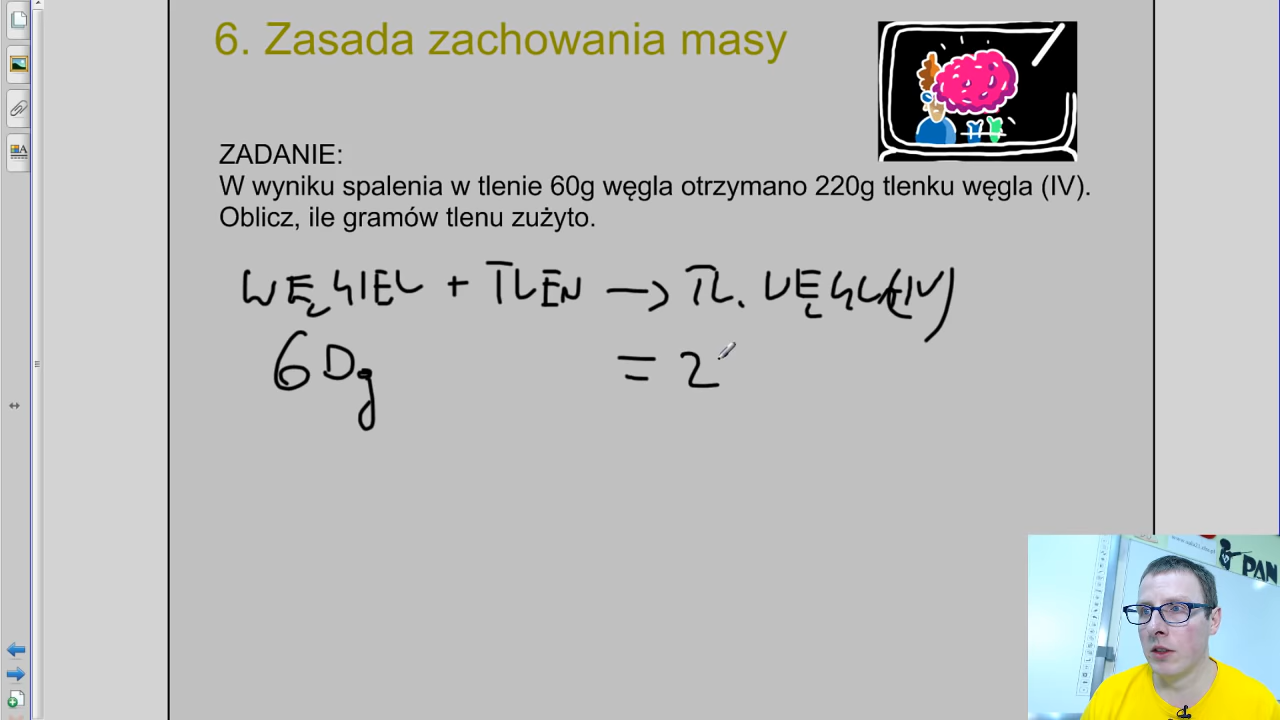 6. Zasada zachowania masy
ZADANIE:
W wyniku spalenia w tlenie 60g węgla otrzymano 220g tlenku węgla (IV).
Oblicz, ile gramów tlenu zużyto.
WĘGIEL + TLEN → TL. WĘGLA(IV)
60g = 2
PAN